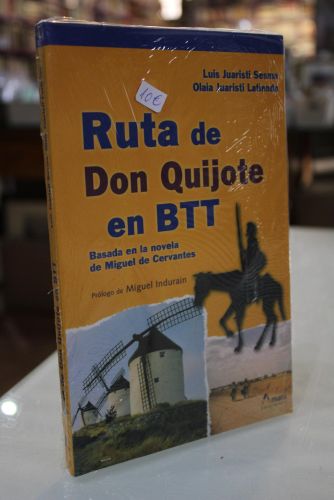 Luis Juaristi Sesma
Olaia Juaristi
10€
Ruta de
Don Quijote
en BTT
Basada en la novela
de Miguel de Cervantes
Prólogo de Miguel Indurain